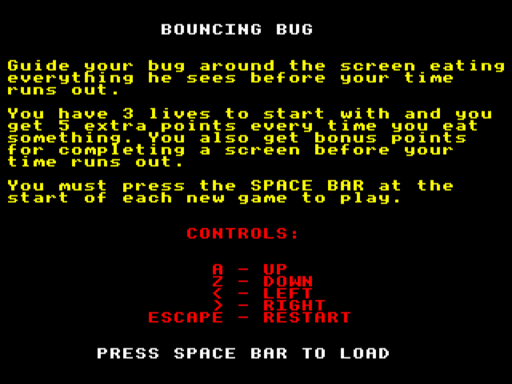 BOUNCING BUG
Guide your bug around the screen eating
everything he sees before your time
runs out.
You have 3 lives to start with and you
get 5 extra points every time you eat
something. You also get bonus points
for completing a screen before your
time runs out.
You must press the SPACE BAR at the
start of each new game to play.
CONTROLS:
A - UP
Z - DOWN
< - LEFT
> - RIGHT
ESCAPE - RESTART
PRESS SPACE BAR TO LOAD